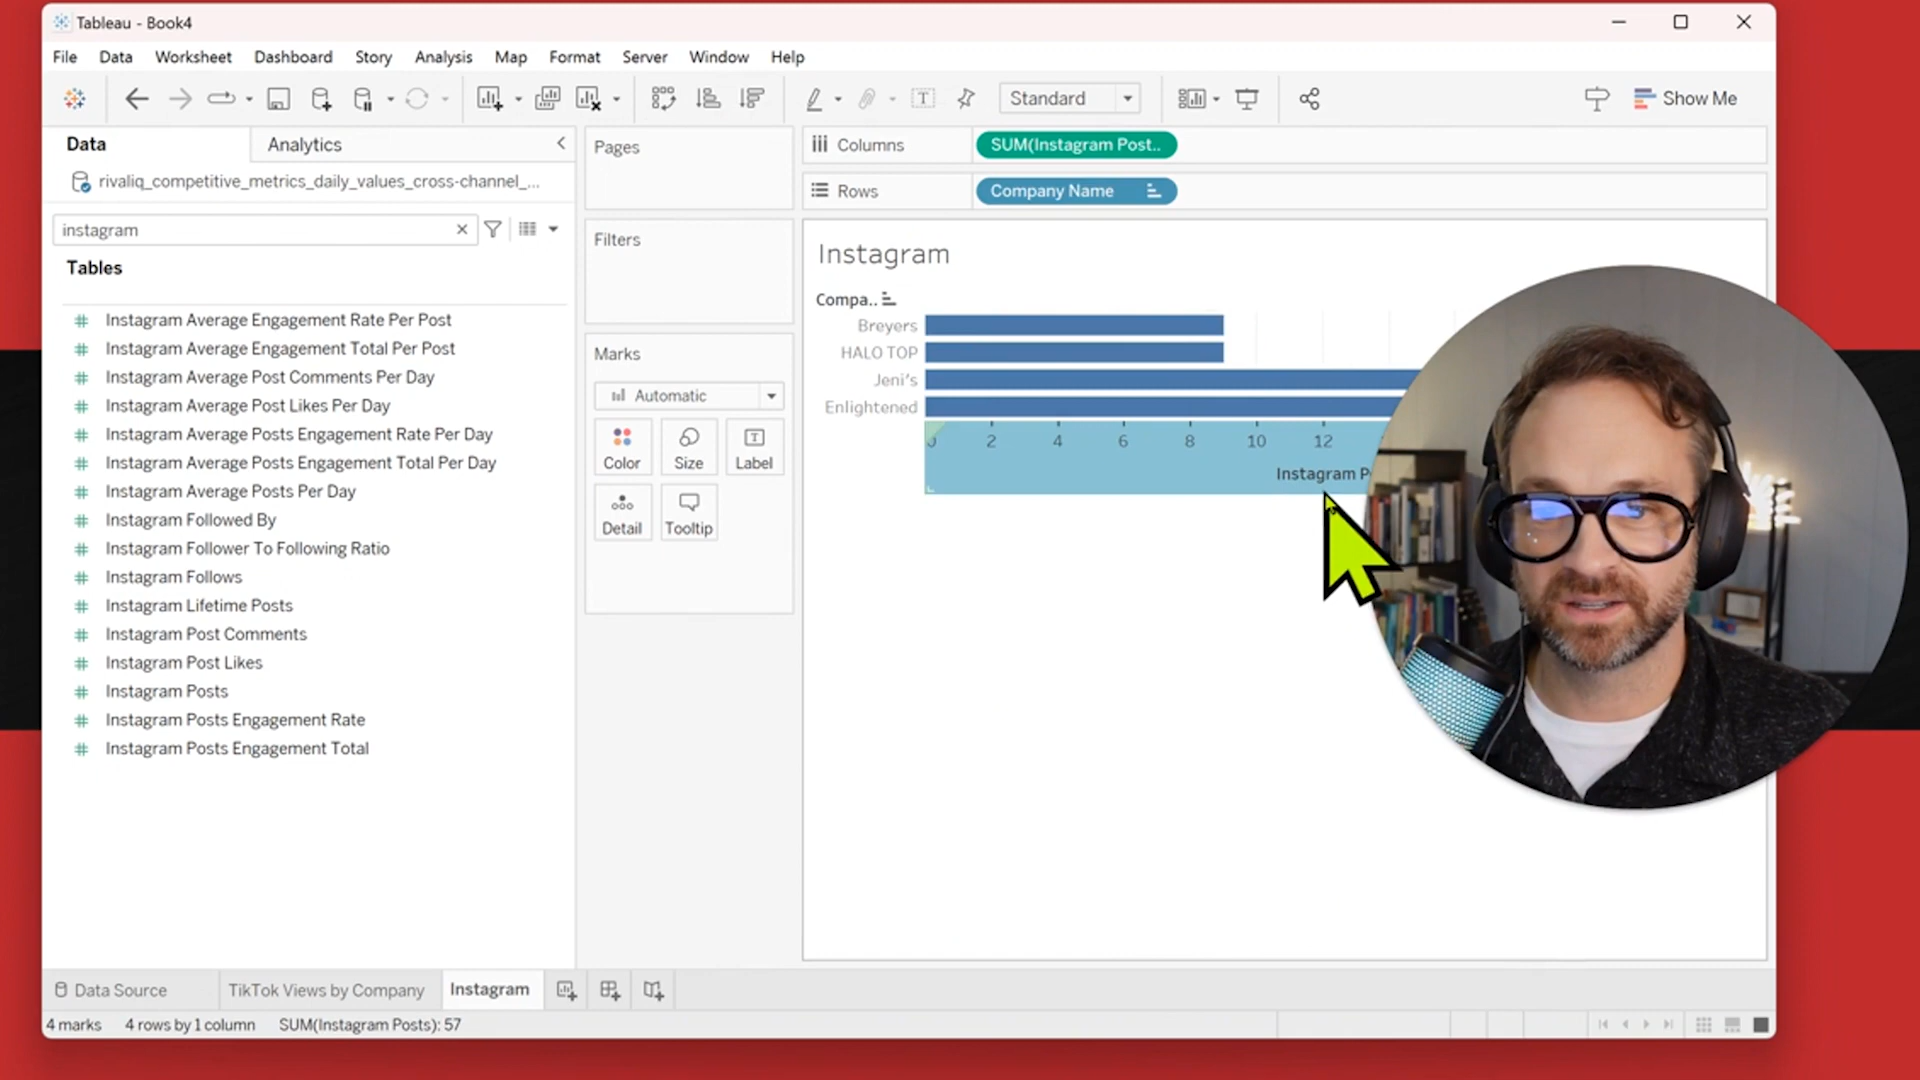 Tableau - Book4
File Data Worksheet Dashboard Story Analysis Map Format Server Window Help
Standard
Show Me
Data
Analytics
rivaliq_competitive_metrics_daily_values_cross-channel_...
instagram
Tables
Instagram Average Engagement Rate Per Post
Instagram Average Engagement Total Per Post
Instagram Average Post Comments Per Day
Instagram Average Post Likes Per Day
Instagram Average Posts Engagement Rate Per Day
Instagram Average Posts Engagement Total Per Day
Instagram Average Posts Per Day
Instagram Followed By
Instagram Follower To Following Ratio
Instagram Follows
Instagram Lifetime Posts
Instagram Post Comments
Instagram Post Likes
Instagram Posts
Instagram Posts Engagement Rate
Instagram Posts Engagement Total
Pages
Filters
Marks
Automatic
Color Size Label
Detail Tooltip
Columns SUM(Instagram Post..
Rows Company Name
Instagram
Compa..
Breyers
HALO TOP
Jeni's
Enlightened
0 2 4 6 8 10 12
Instagram P
Data Source TikTok Views by Company Instagram
4 marks 4 rows by 1 column SUM(Instagram Posts): 57